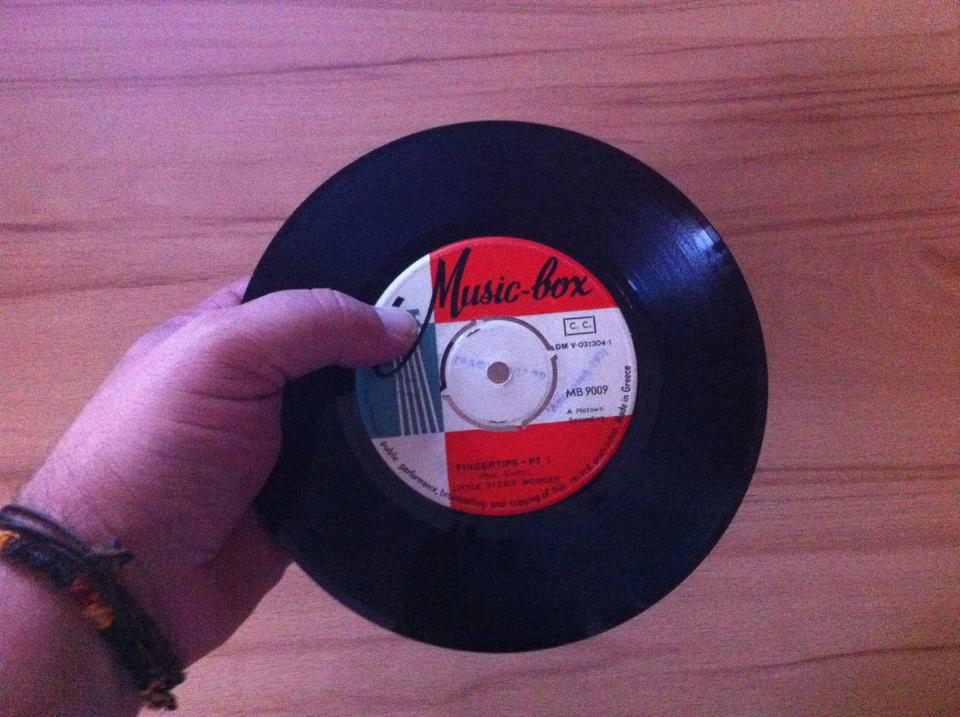 Music-box
C. C.
DM V-031304-1
MB 9009
A Motown
Recording
FINGERTIPS - PT 1
LITTLE STEVIE WONDER
public performance, broadcasting and copying of this record prohibited. Made in Greece